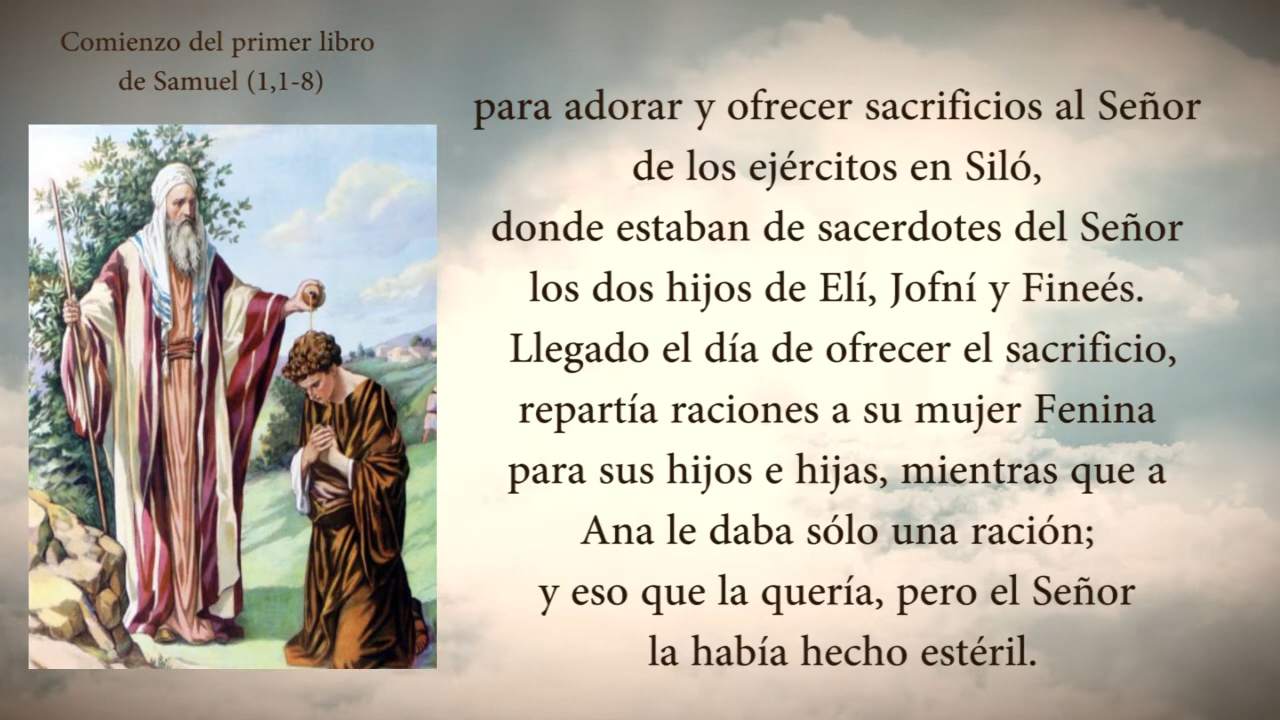 Comienzo del primer libro
de Samuel (1,1-8)
para adorar y ofrecer sacrificios al Señor
de los ejércitos en Siló,
donde estaban de sacerdotes del Señor
los dos hijos de Elí, Jofní y Fineés.
Llegado el día de ofrecer el sacrificio,
repartía raciones a su mujer Fenina
para sus hijos e hijas, mientras que a
Ana le daba sólo una ración;
y eso que la quería, pero el Señor
la había hecho estéril.